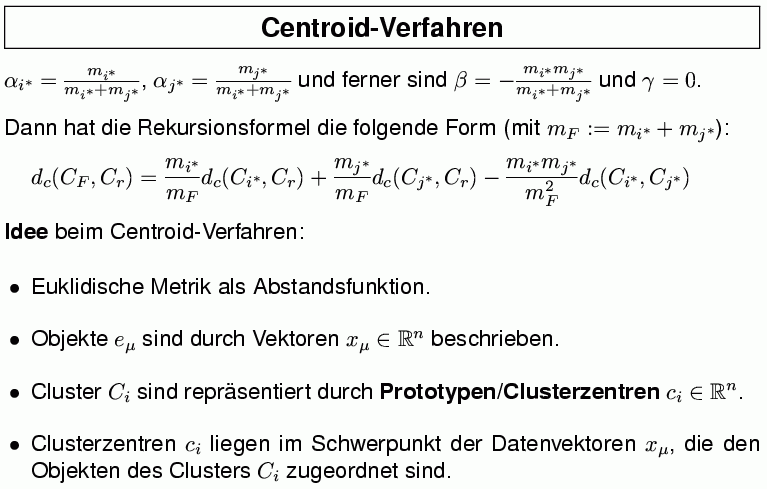 Centroid-Verfahren
$\alpha_{i^*} = \frac{m_{i^*}}{m_{i^*}+m_{j^*}}$, $\alpha_{j^*} = \frac{m_{j^*}}{m_{i^*}+m_{j^*}}$ und ferner sind $\beta = -\frac{m_{i^*}m_{j^*}}{m_{i^*}+m_{j^*}}$ und $\gamma = 0$.
Dann hat die Rekursionsformel die folgende Form (mit $m_F := m_{i^*} + m_{j^*}$):
$d_c(C_F, C_r) = \frac{m_{i^*}}{m_F} d_c(C_{i^*}, C_r) + \frac{m_{j^*}}{m_F} d_c(C_{j^*}, C_r) - \frac{m_{i^*}m_{j^*}}{m_F^2} d_c(C_{i^*}, C_{j^*})$
Idee beim Centroid-Verfahren:
• Euklidische Metrik als Abstandsfunktion.
• Objekte $e_\mu$ sind durch Vektoren $x_\mu \in \mathbb{R}^n$ beschrieben.
• Cluster $C_i$ sind repräsentiert durch Prototypen/Clusterzentren $c_i \in \mathbb{R}^n$.
• Clusterzentren $c_i$ liegen im Schwerpunkt der Datenvektoren $x_\mu$, die den
Objekten des Clusters $C_i$ zugeordnet sind.